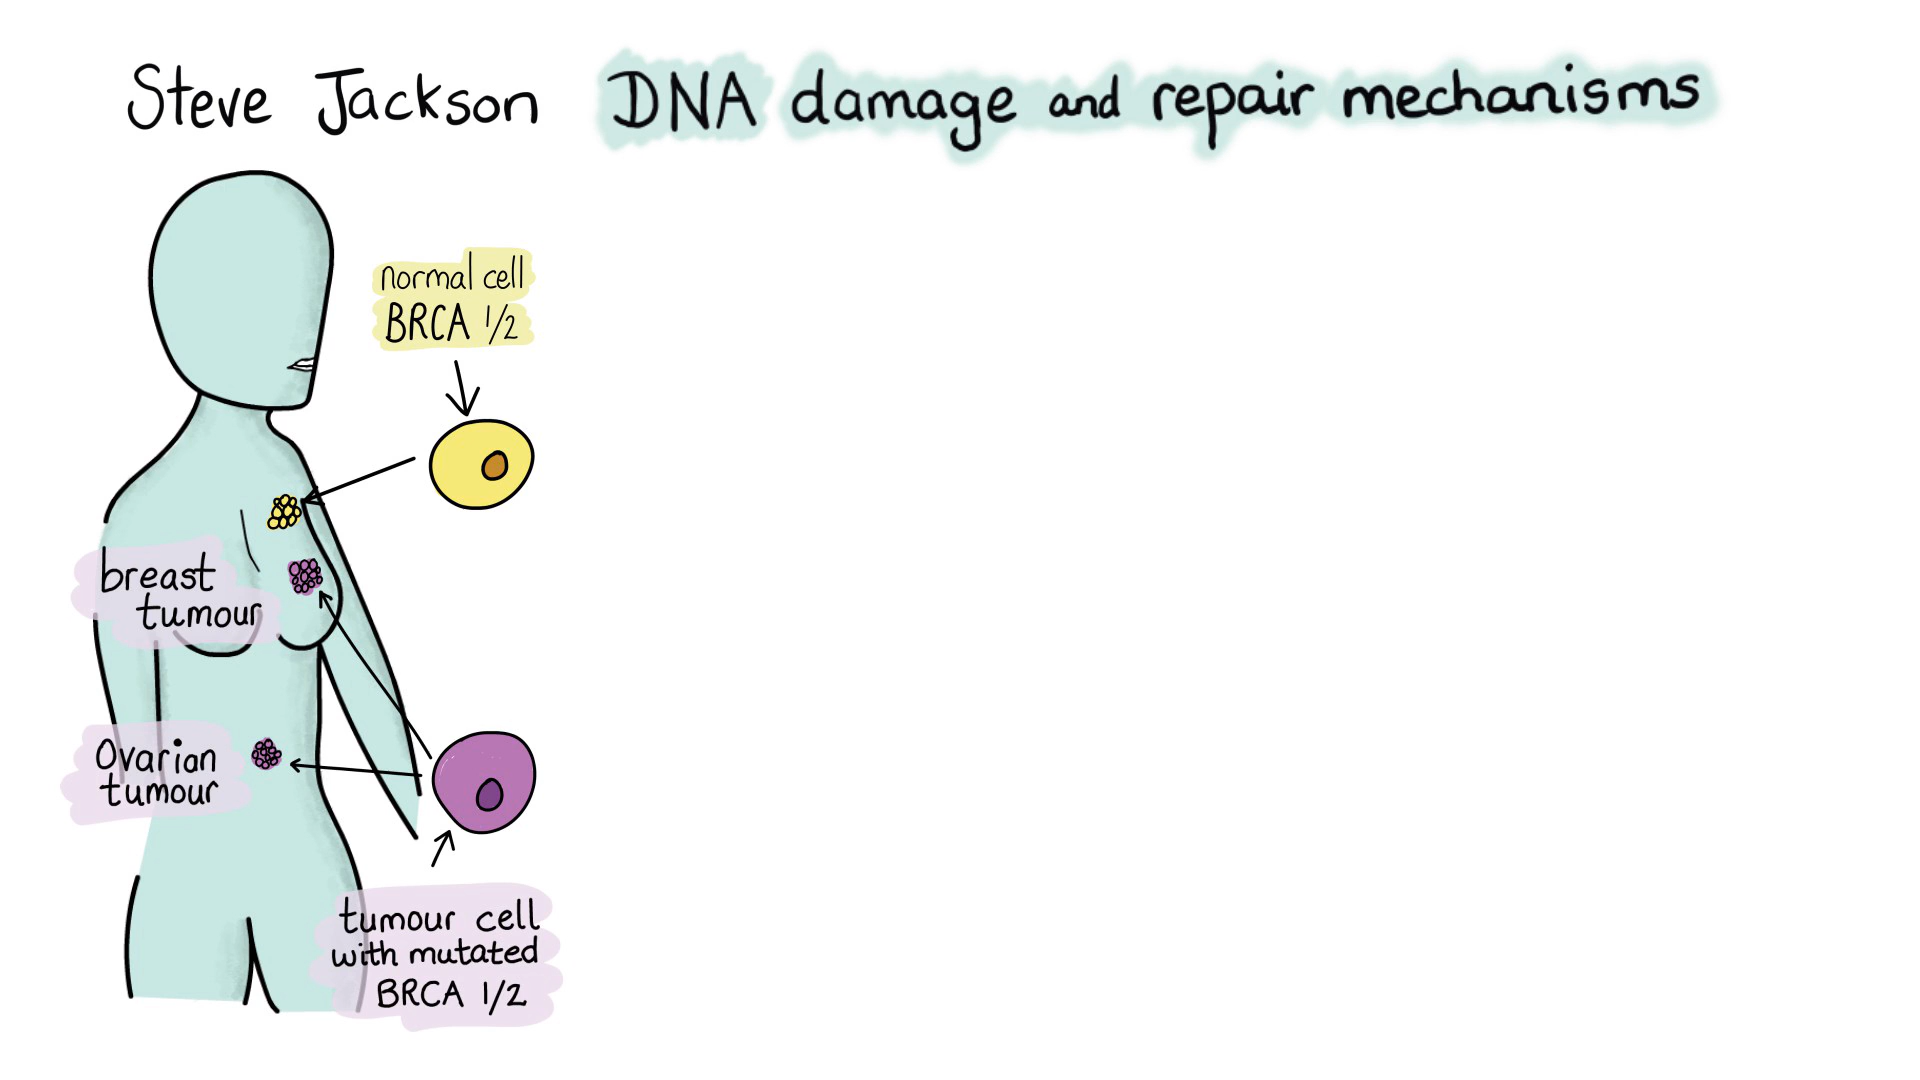 Steve Jackson DNA damage and repair mechanisms
normal cell
BRCA 1/2
breast
tumour
Ovarian
tumour
tumour cell
with mutated
BRCA 1/2